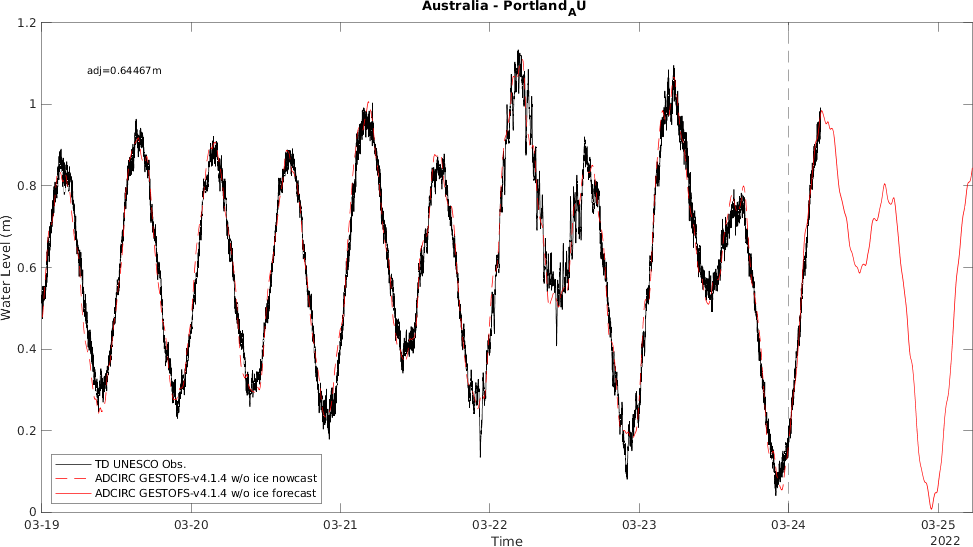 Australia - Portland_AU
adj=0.64467m
Water Level (m)
1.2
1
0.8
0.6
0.4
0.2
0
TD UNESCO Obs.
ADCIRC GESTOFS-v4.1.4 w/o ice nowcast
ADCIRC GESTOFS-v4.1.4 w/o ice forecast
03-19 03-20 03-21 03-22 03-23 03-24 03-25
Time
2022